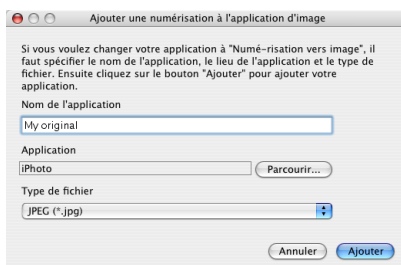 Ajouter une numérisation à l'application d'image
Si vous voulez changer votre application à "Numé-risation vers image", il
faut spécifier le nom de l'application, le lieu de l'application et le type de
fichier. Ensuite cliquez sur le bouton "Ajouter" pour ajouter votre
application.
Nom de l'application
My original
Application
iPhoto
Parcourir...
Type de fichier
JPEG (*.jpg)
Annuler
Ajouter